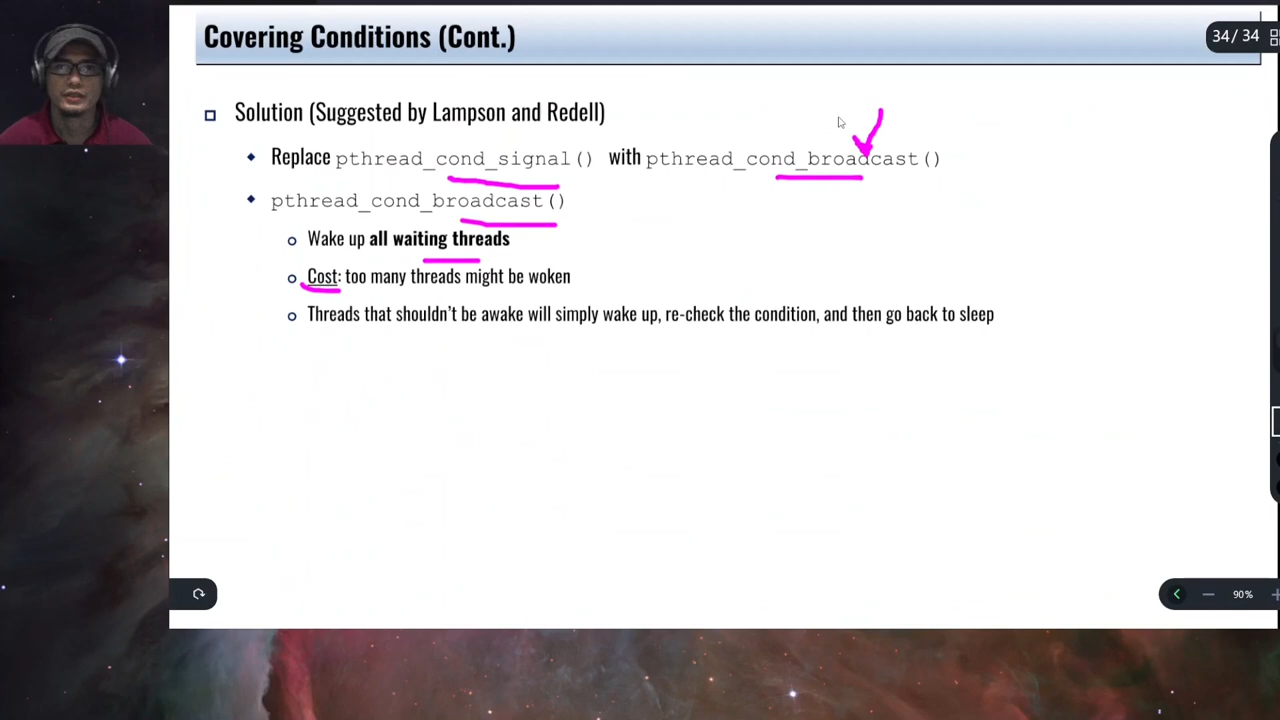 Covering Conditions (Cont.)
34/ 34
Solution (Suggested by Lampson and Redell)
Replace pthread_cond_signal() with pthread_cond_broadcast()
pthread_cond_broadcast()
Wake up all waiting threads
Cost: too many threads might be woken
Threads that shouldn't be awake will simply wake up, re-check the condition, and then go back to sleep
90%